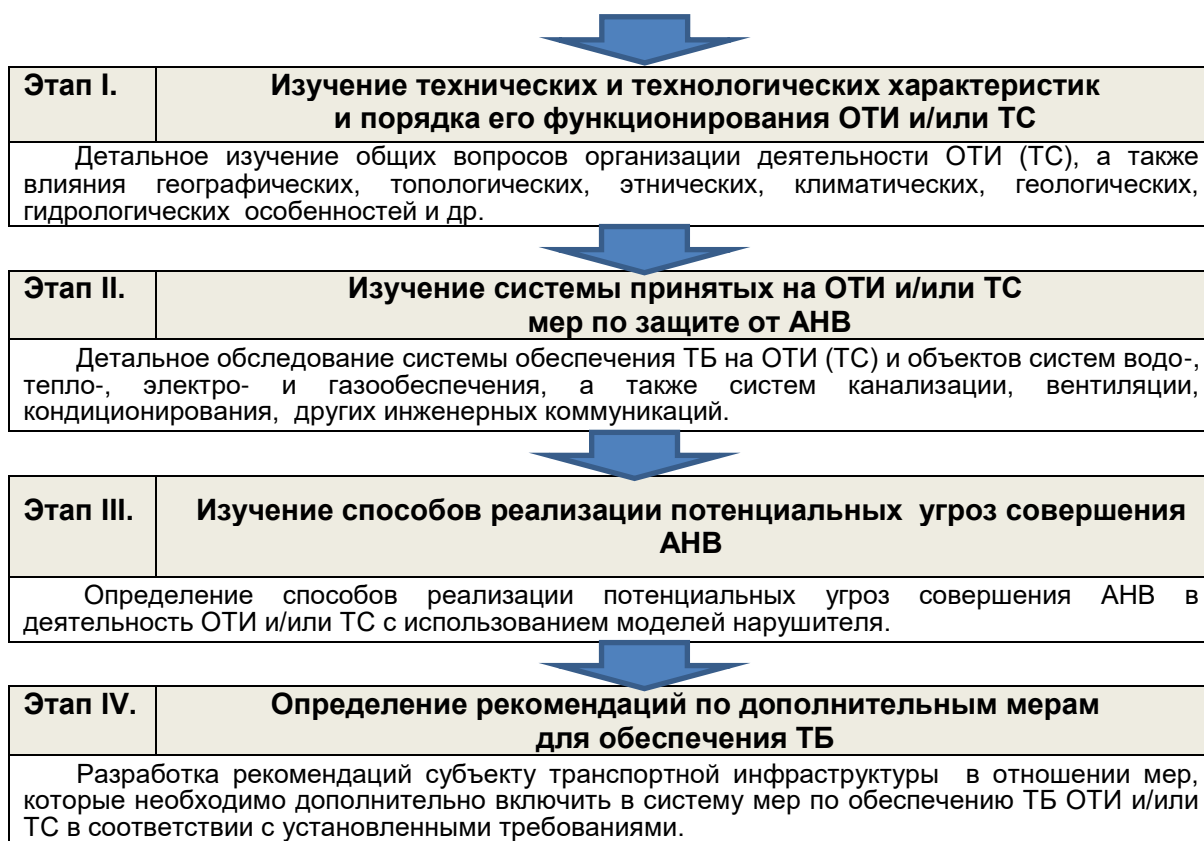 Этап I. Изучение технических и технологических характеристик
и порядка его функционирования ОТИ и/или ТС
Детальное изучение общих вопросов организации деятельности ОТИ (ТС), а также
влияния географических, топологических, этнических, климатических, геологических,
гидрологических особенностей и др.
Этап II. Изучение системы принятых на ОТИ и/или ТС
мер по защите от АНВ
Детальное обследование системы обеспечения ТБ на ОТИ (ТС) и объектов систем водо-,
тепло-, электро- и газообеспечения, а также систем канализации, вентиляции,
кондиционирования, других инженерных коммуникаций.
Этап III. Изучение способов реализации потенциальных угроз совершения
АНВ
Определение способов реализации потенциальных угроз совершения АНВ в
деятельность ОТИ и/или ТС с использованием моделей нарушителя.
Этап IV. Определение рекомендаций по дополнительным мерам
для обеспечения ТБ
Разработка рекомендаций субъекту транспортной инфраструктуры в отношении мер,
которые необходимо дополнительно включить в систему мер по обеспечению ТБ ОТИ и/или
ТС в соответствии с установленными требованиями.